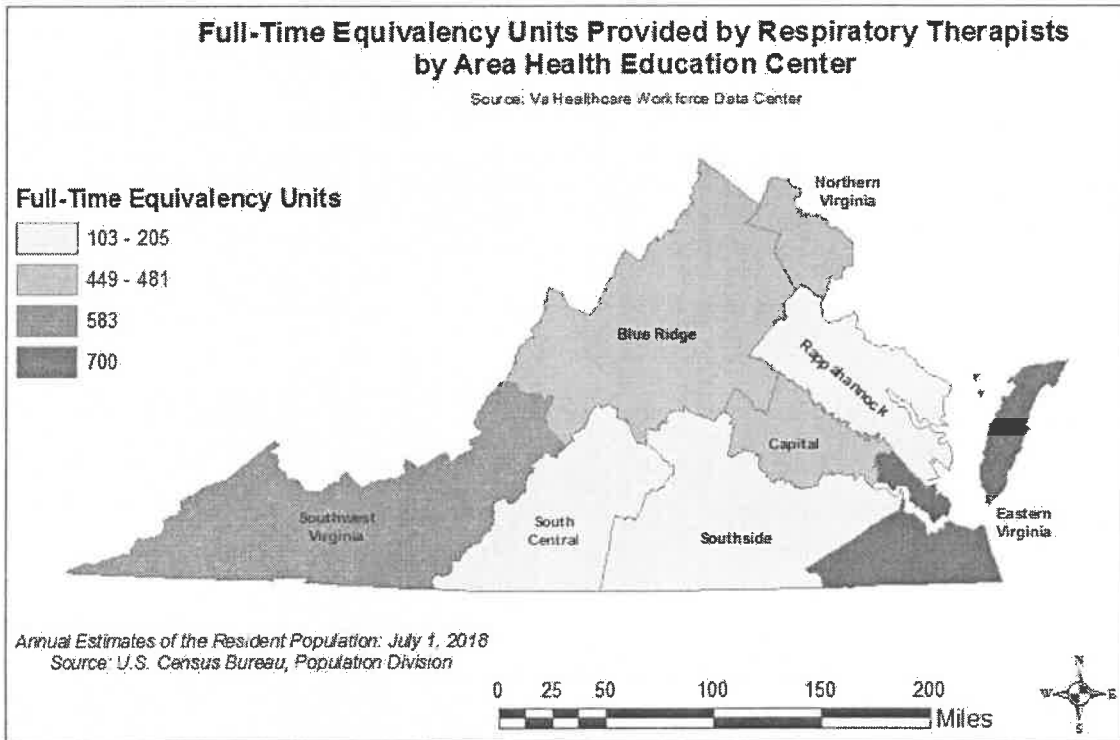 Full-Time Equivalency Units Provided by Respiratory Therapists
by Area Health Education Center
Source: Va Healthcare Workforce Data Center
Full-Time Equivalency Units
103 - 205
449 - 481
583
700
Northern
Virginia
Blue Ridge
Rappahannock
Capital
Eastern
Virginia
Southwest
Virginia
South
Central
Southside
Annual Estimates of the Resident Population: July 1, 2018
Source: U.S. Census Bureau, Population Division
0 25 50 100 150 200
Miles
N
W E
S